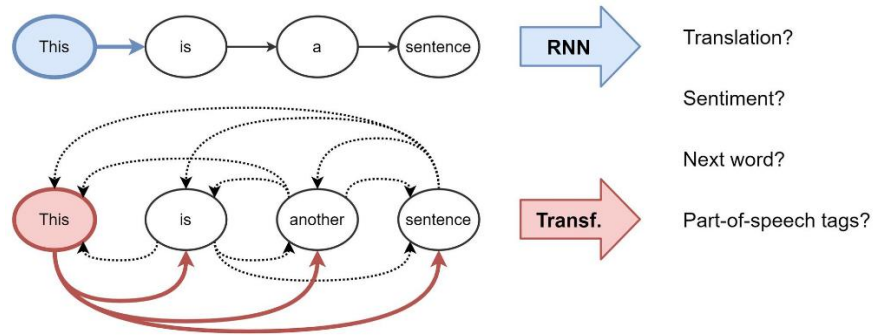 This is a sentence
RNN
Translation?
Sentiment?
Next word?
This is another sentence
Transf.
Part-of-speech tags?